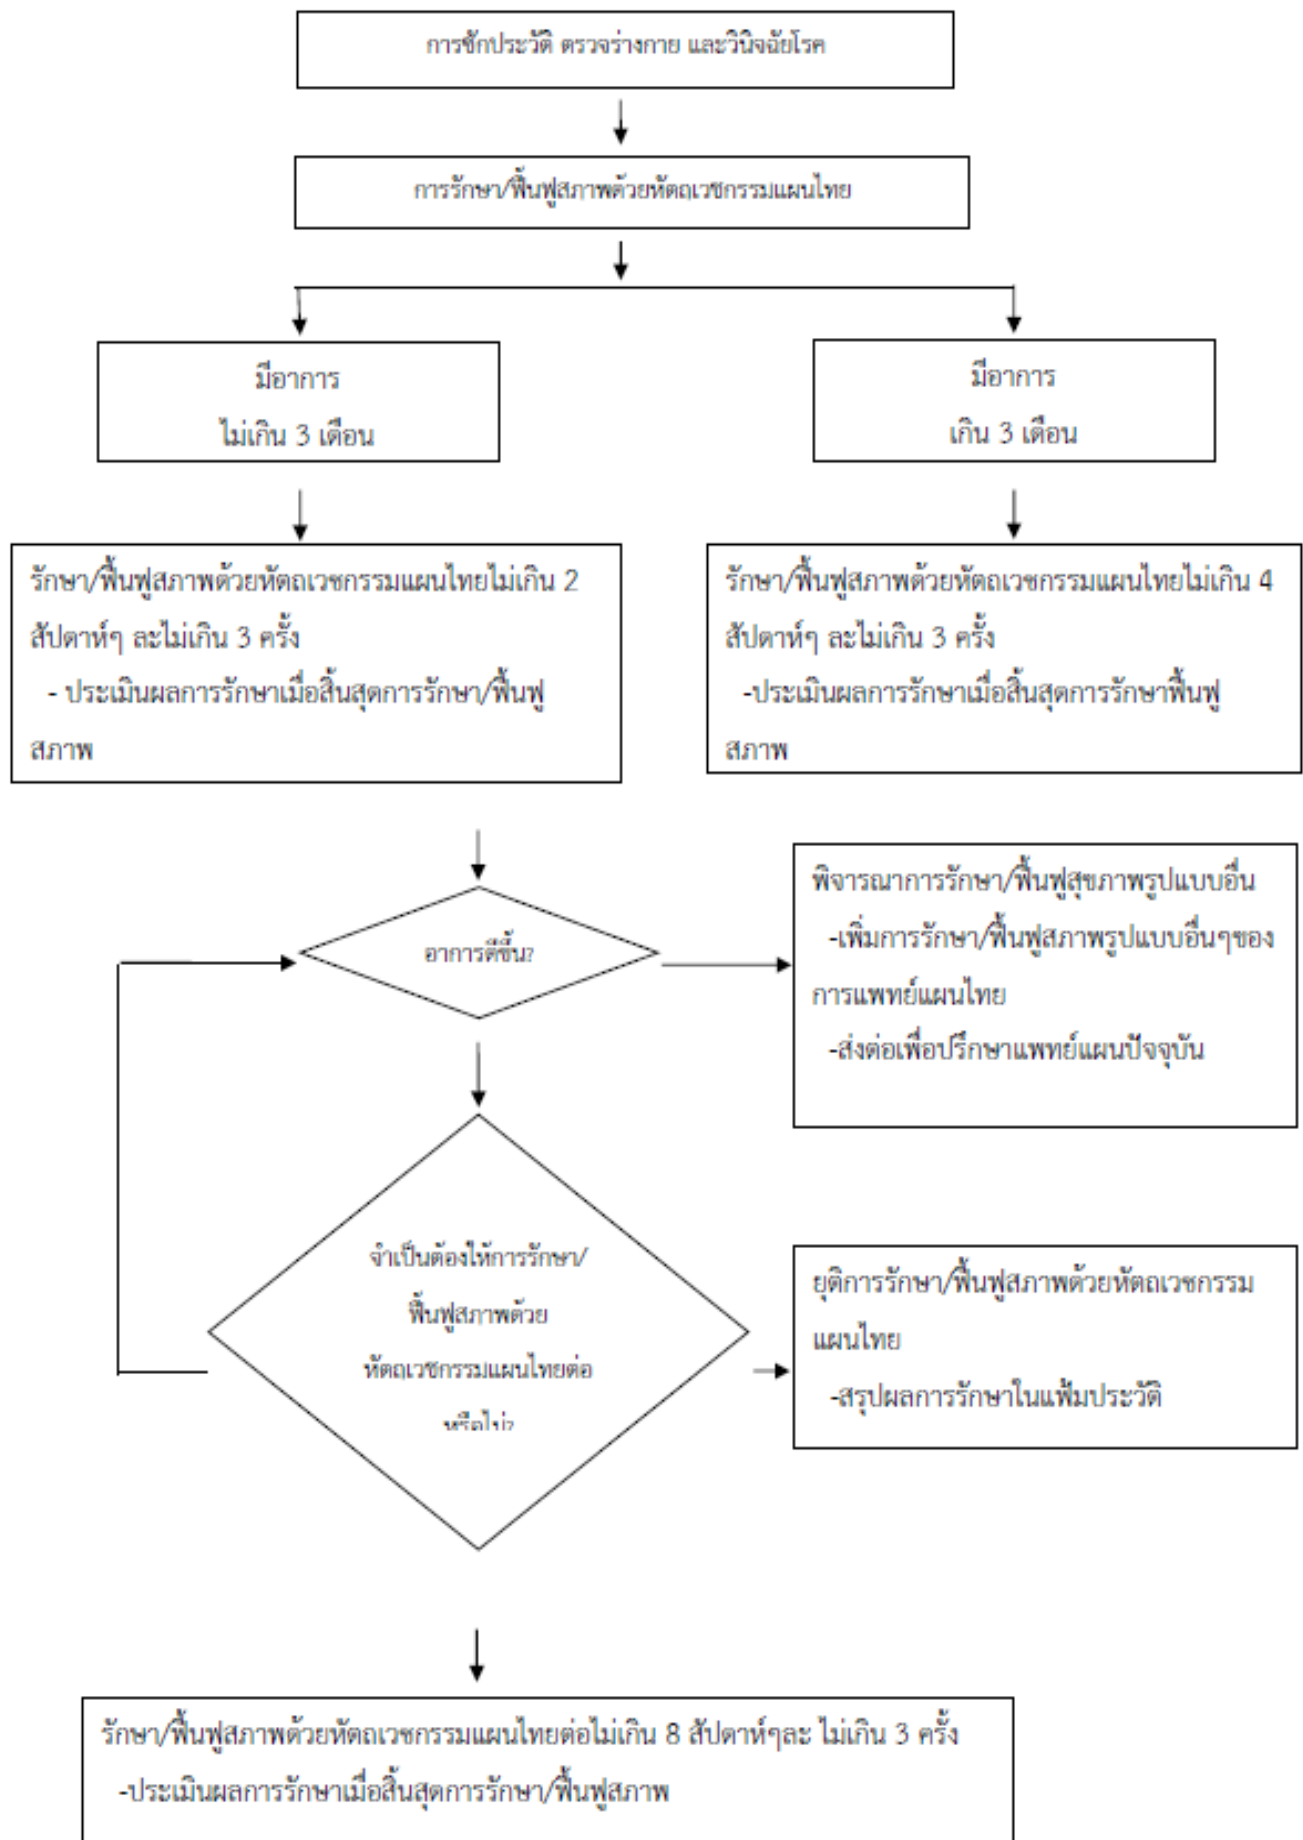 การซักประวัติ ตรวจร่างกาย และวินิจฉัยโรค
การรักษา/ฟื้นฟูสภาพด้วยหัตถเวชกรรมแผนไทย
มีอาการ
ไม่เกิน 3 เดือน
มีอาการ
เกิน 3 เดือน
รักษา/ฟื้นฟูสภาพด้วยหัตถเวชกรรมแผนไทยไม่เกิน 2
สัปดาห์ๆ ละไม่เกิน 3 ครั้ง
- ประเมินผลการรักษาเมื่อสิ้นสุดการรักษา/ฟื้นฟู
สภาพ
รักษา/ฟื้นฟูสภาพด้วยหัตถเวชกรรมแผนไทยไม่เกิน 4
สัปดาห์ๆ ละไม่เกิน 3 ครั้ง
-ประเมินผลการรักษาเมื่อสิ้นสุดการรักษาฟื้นฟู
สภาพ
อาการดีขึ้น?
พิจารณาการรักษา/ฟื้นฟูสุขภาพรูปแบบอื่น
-เพิ่มการรักษา/ฟื้นฟูสภาพรูปแบบอื่นๆของ
การแพทย์แผนไทย
-ส่งต่อเพื่อปรึกษาแพทย์แผนปัจจุบัน
จำเป็นต้องให้การรักษา/
ฟื้นฟูสภาพด้วย
หัตถเวชกรรมแผนไทยต่อ
หรือไม่?
ยุติการรักษา/ฟื้นฟูสภาพด้วยหัตถเวชกรรม
แผนไทย
-สรุปผลการรักษาในแฟ้มประวัติ
รักษา/ฟื้นฟูสภาพด้วยหัตถเวชกรรมแผนไทยต่อไม่เกิน 8 สัปดาห์ๆละ ไม่เกิน 3 ครั้ง
-ประเมินผลการรักษาเมื่อสิ้นสุดการรักษา/ฟื้นฟูสภาพ